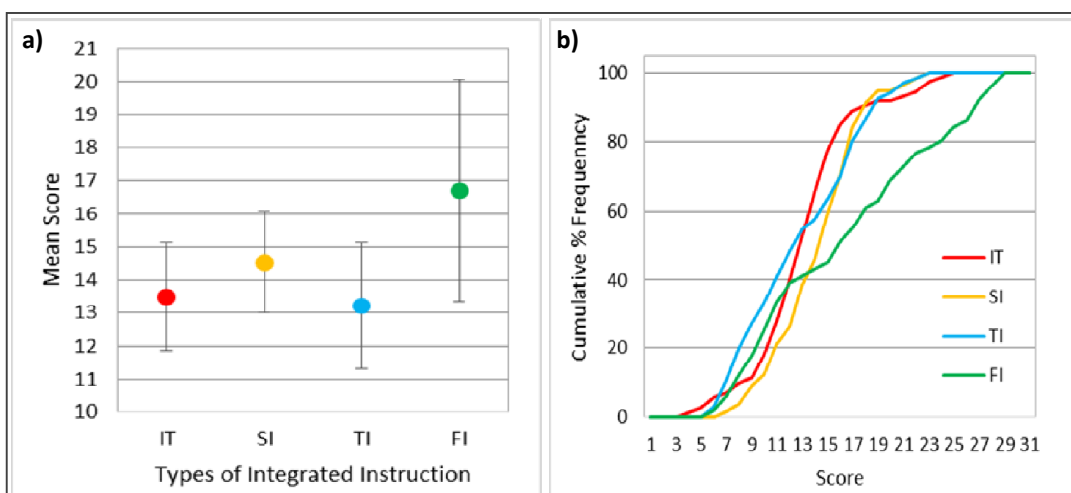 a)
21
20
19
18
17
16
15
14
13
12
11
10
Mean Score
IT SI TI FI
Types of Integrated Instruction
b)
100
80
60
40
20
0
Cumulative % Frequenncy
IT
SI
TI
FI
1 3 5 7 9 11 13 15 17 19 21 23 25 27 29 31
Score